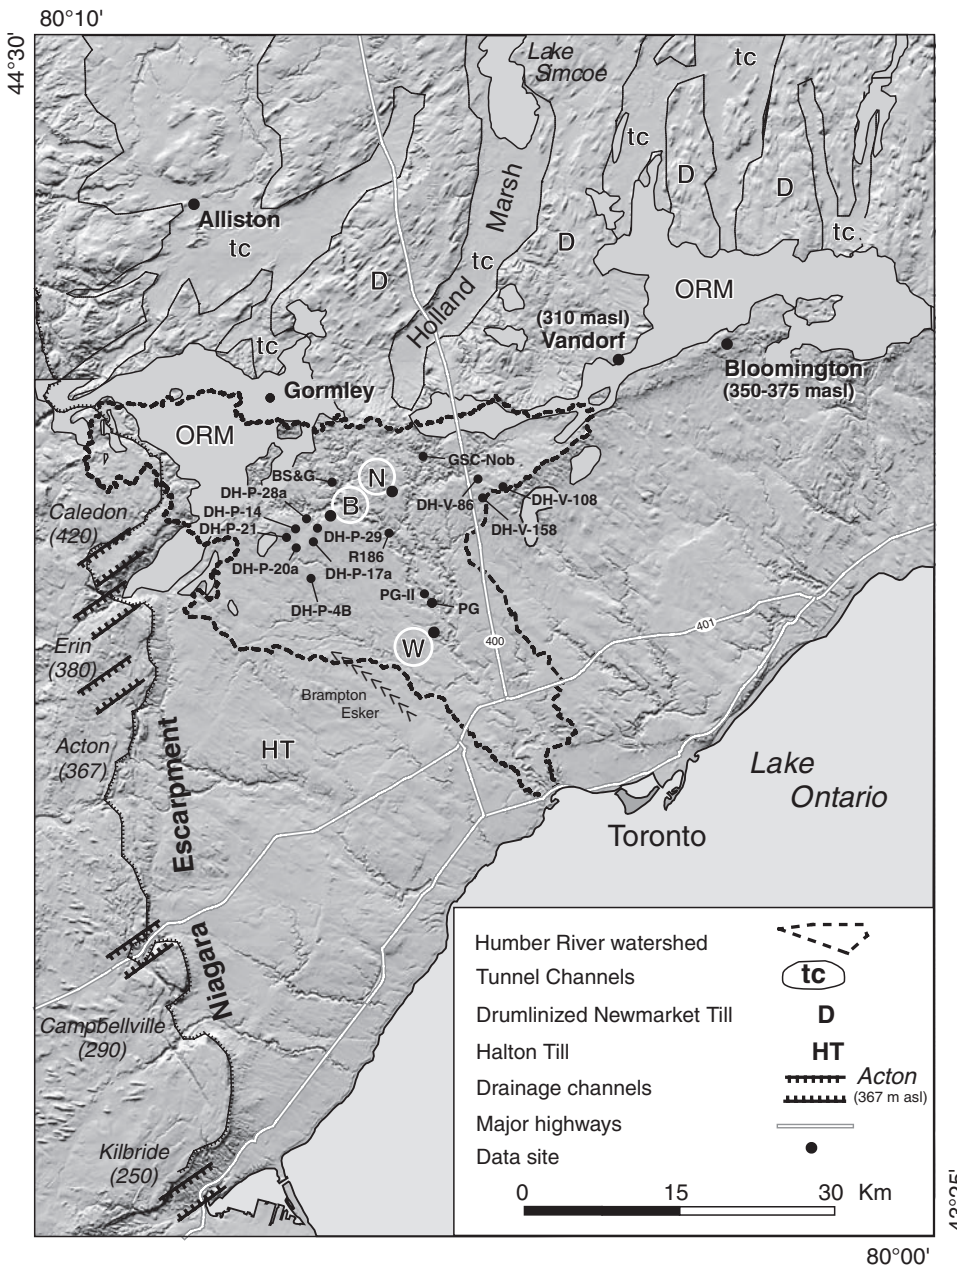 80°10'
44°30'
Lake
Simcoe
tc
tc
D
D
Marsh
Alliston
tc
D
tc
tc
D
ORM
Holland
(310 masl)
Vandorf
tc
Bloomington
(350-375 masl)
Gormley
ORM
GSC-Nob
BS&G
N
DH-P-28a
B
DH-V-86
DH-V-108
Caledon
(420)
DH-P-14
DH-P-21
DH-P-29
DH-V-158
R186
DH-P-20a
DH-P-17a
PG-II
DH-P-4B
PG
Erin
(380)
W
400
401
Brampton
Esker
Acton
(367)
HT
Niagara Escarpment
Lake
Ontario
Toronto
Campbellville
(290)
Kilbride
(250)
Humber River watershed
Tunnel Channels tc
Drumlinized Newmarket Till D
Halton Till HT
Drainage channels Acton
(367 m asl)
Major highways
Data site
0 15 30 Km
80°00'